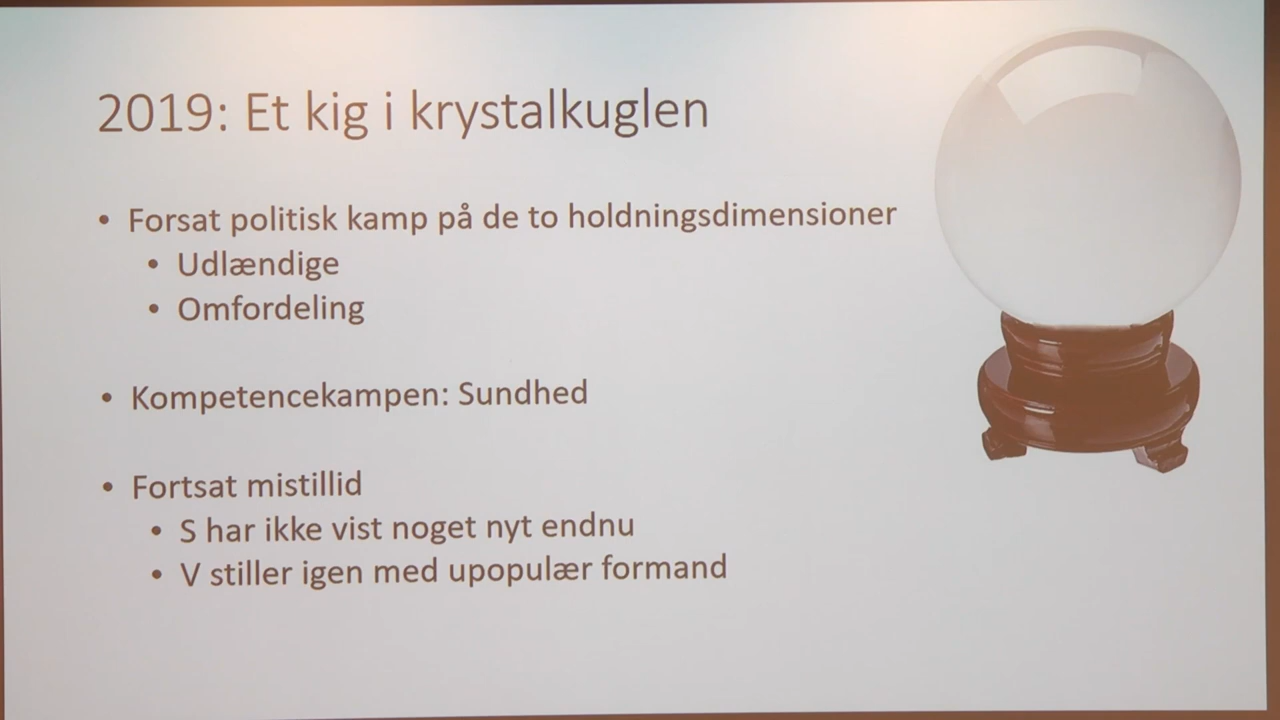 2019: Et kig i krystalkuglen
• Forsat politisk kamp på de to holdningsdimensioner
• Udlændige
• Omfordeling
• Kompetencekampen: Sundhed
• Fortsat mistillid
• S har ikke vist noget nyt endnu
• V stiller igen med upopulær formand